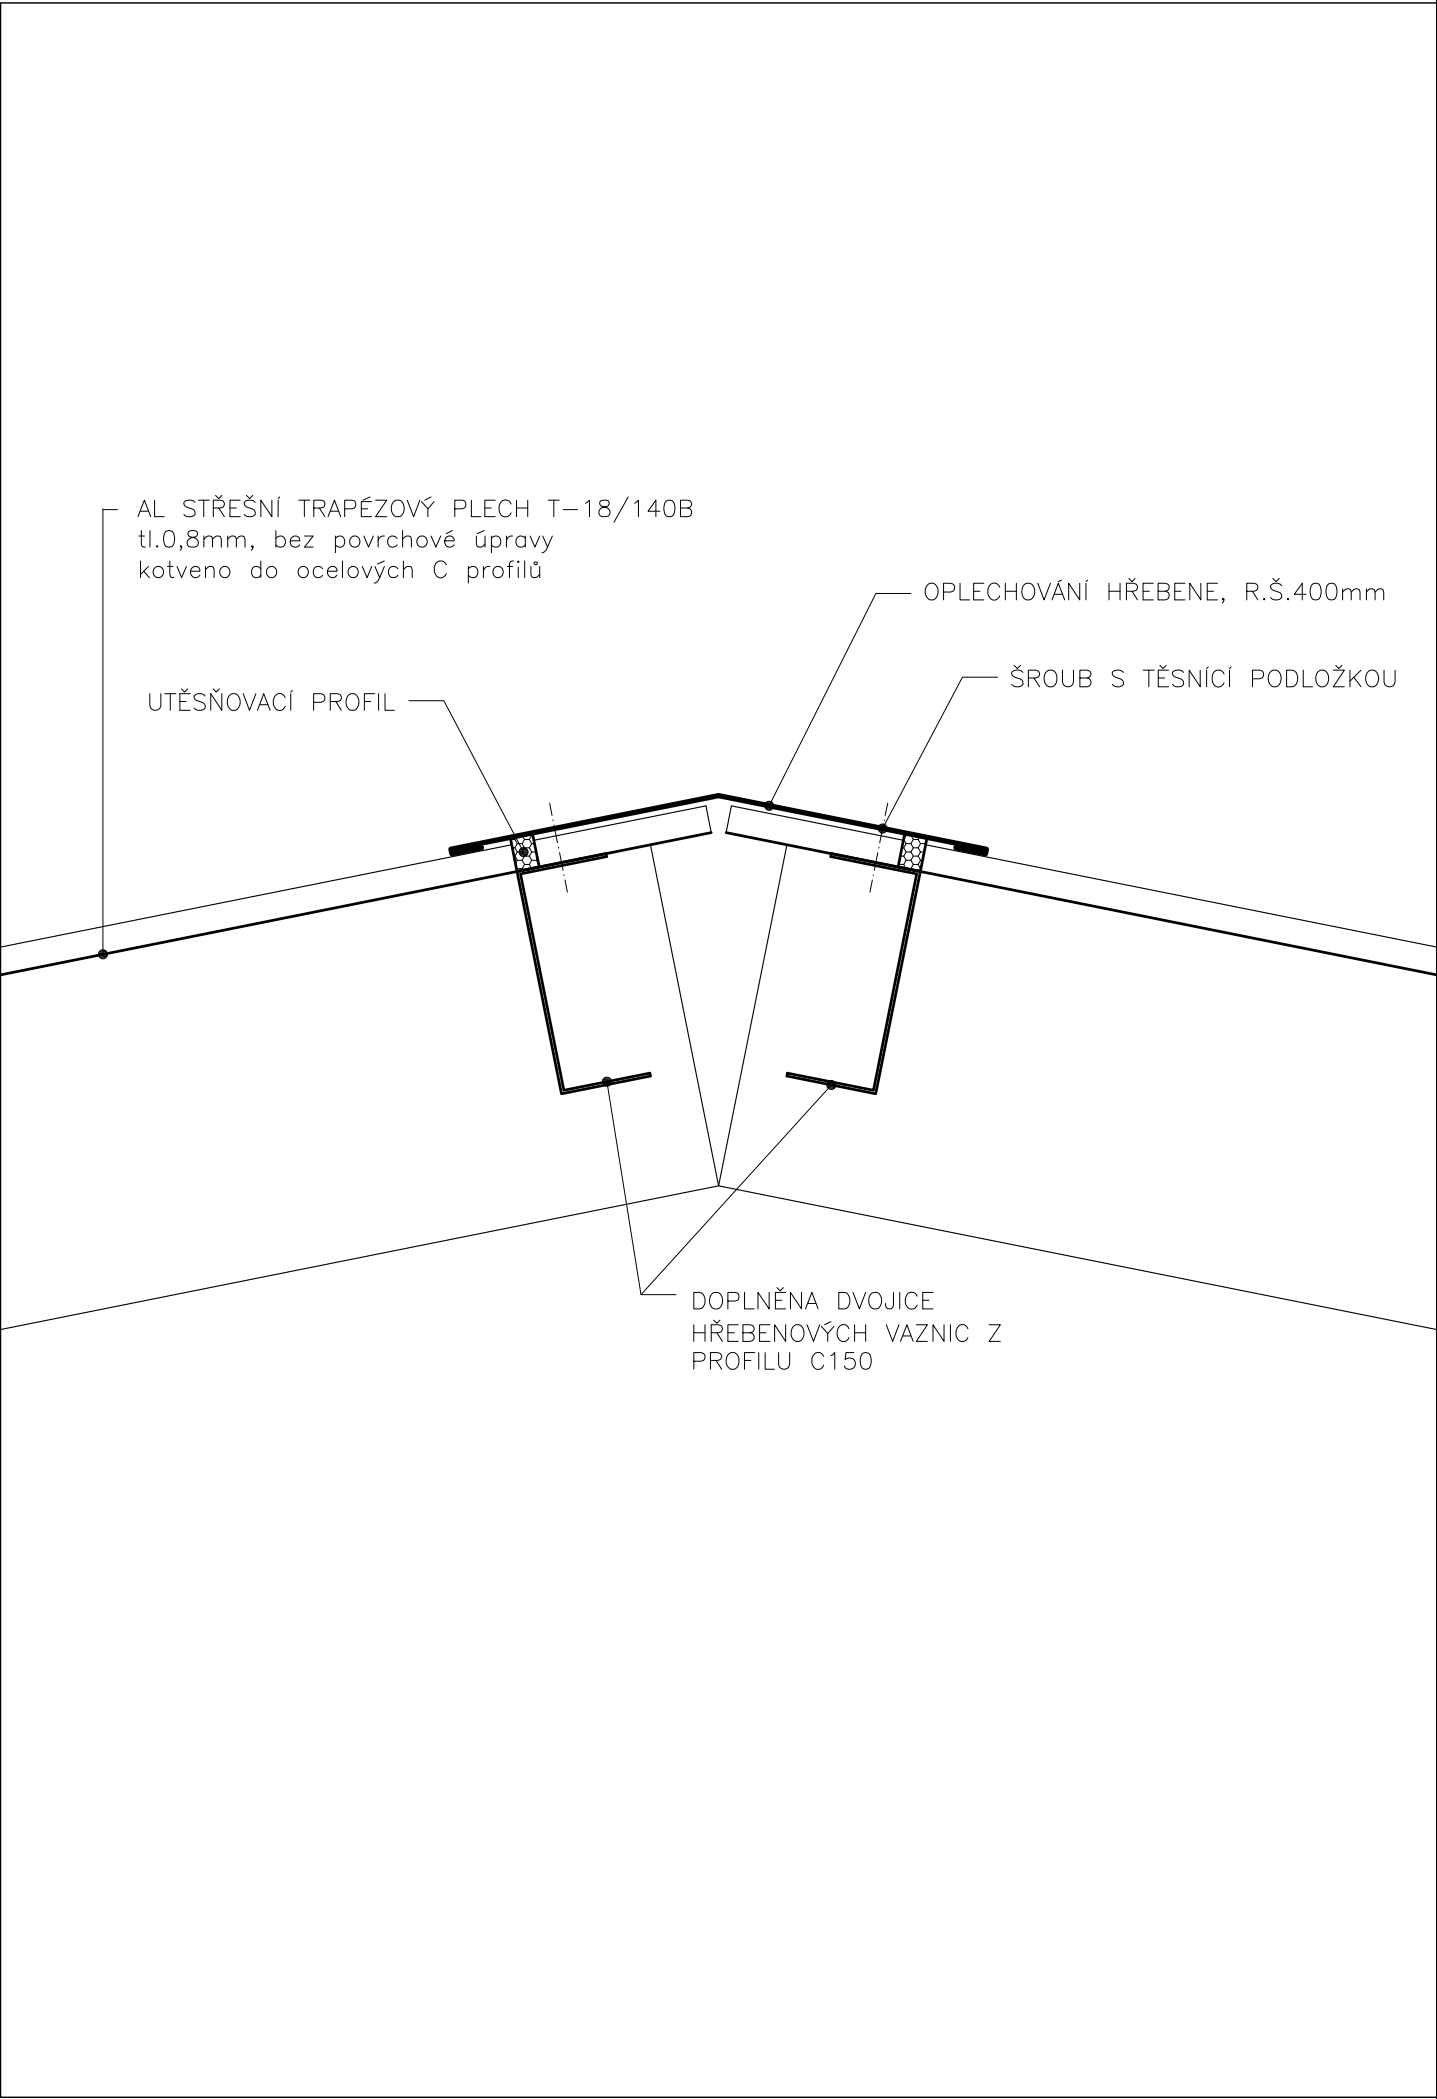 AL STŘEŠNÍ TRAPÉZOVÝ PLECH T-18/140B
tl.0,8mm, bez povrchové úpravy
kotveno do ocelových C profilů
OPLECHOVÁNÍ HŘEBENE, R.Š.400mm
ŠROUB S TĚSNÍCÍ PODLOŽKOU
UTĚSŇOVACÍ PROFIL
DOPLNĚNA DVOJICE
HŘEBENOVÝCH VAZNIC Z
PROFILU C150